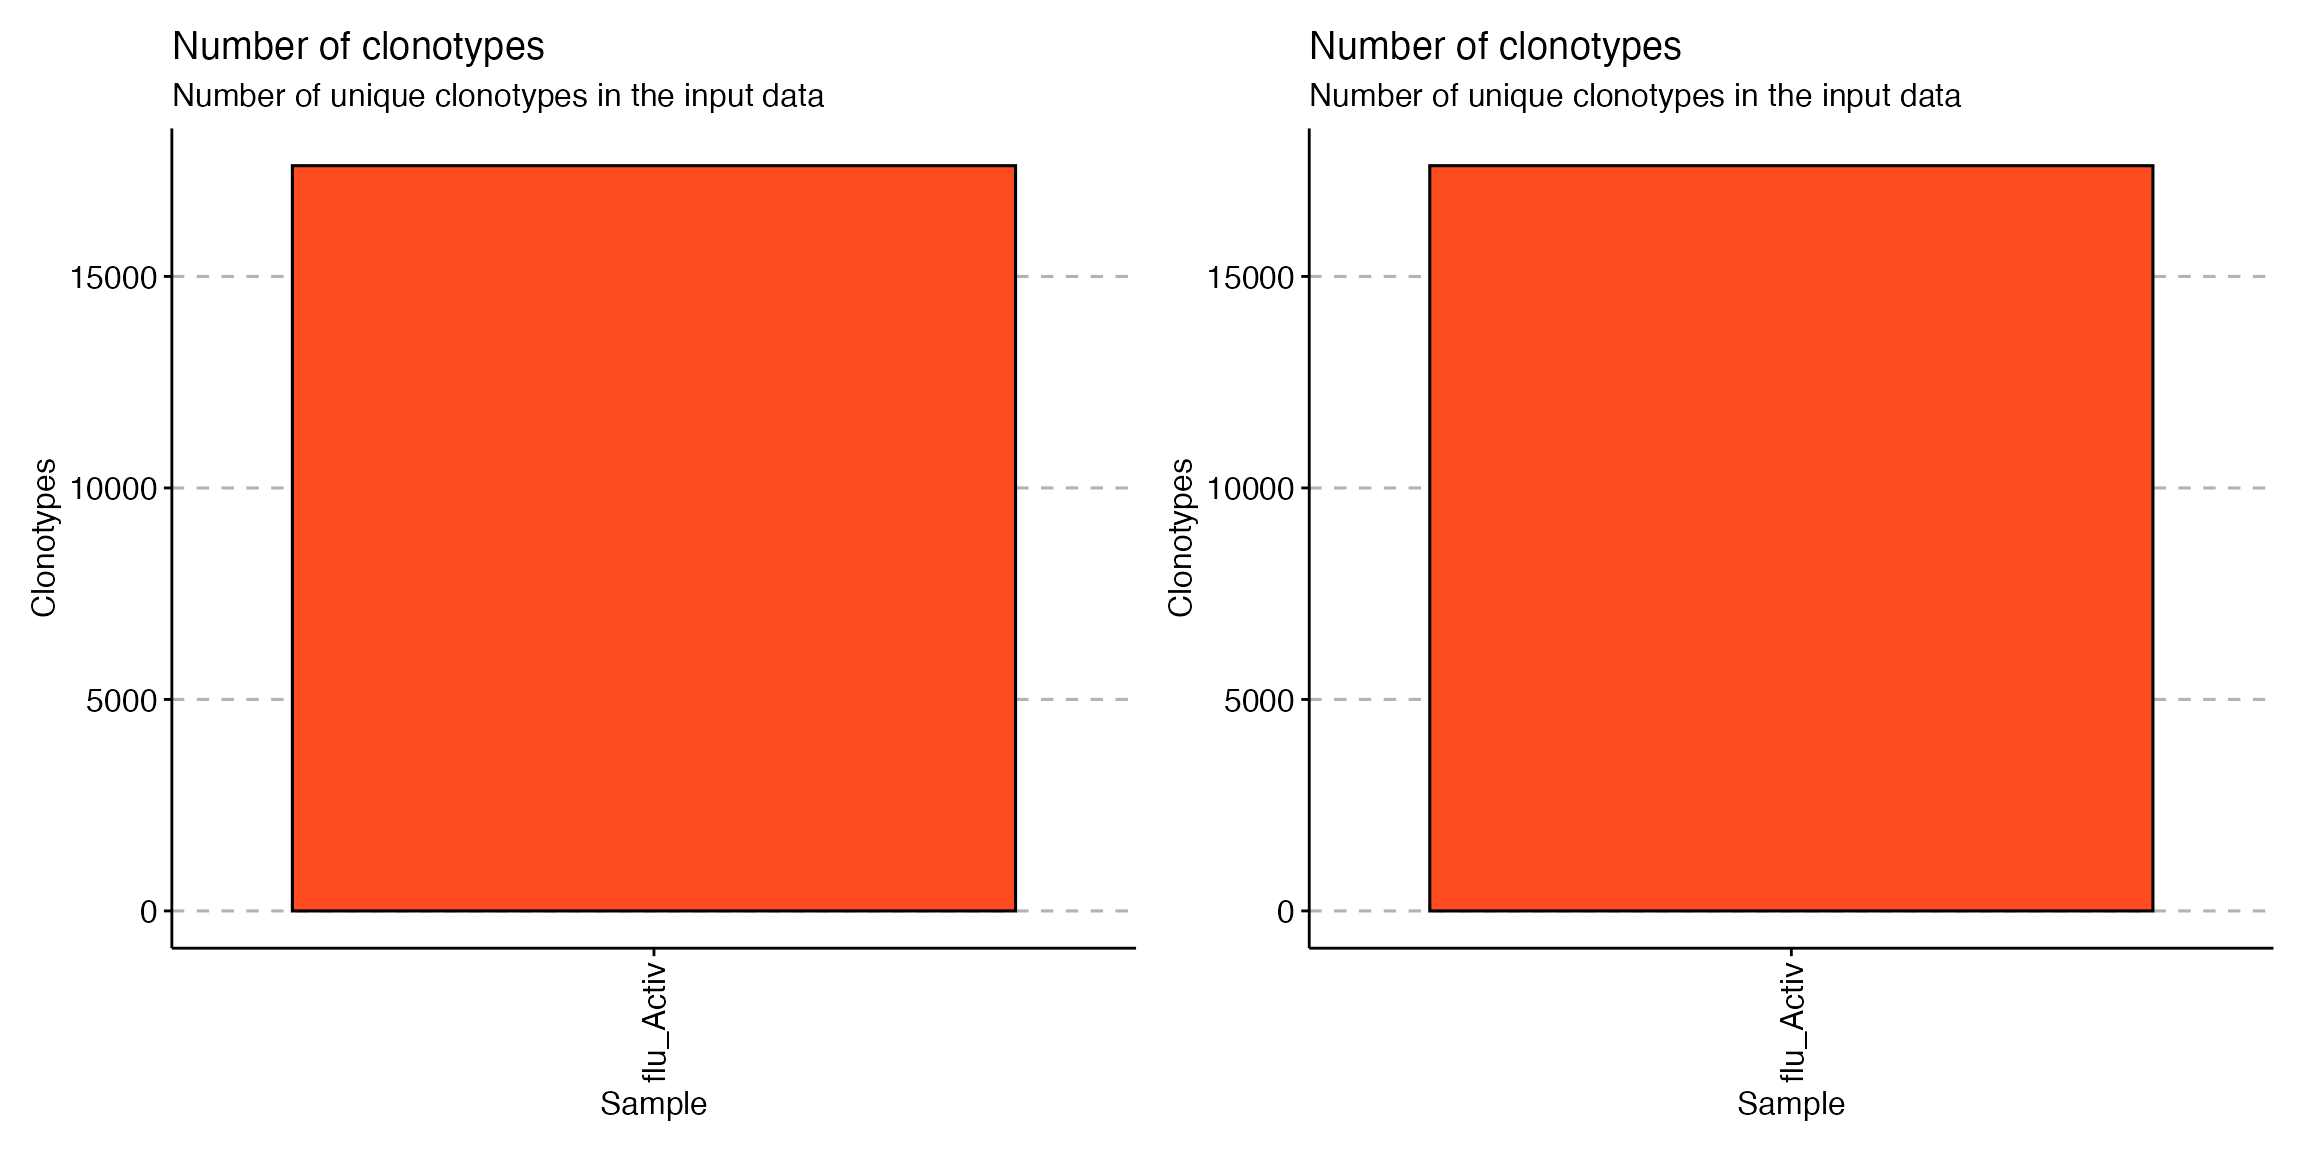 Number of clonotypes
Number of unique clonotypes in the input data
Clonotypes
15000
10000
5000
0
flu_Activ
Sample
Number of clonotypes
Number of unique clonotypes in the input data
Clonotypes
15000
10000
5000
0
flu_Activ
Sample